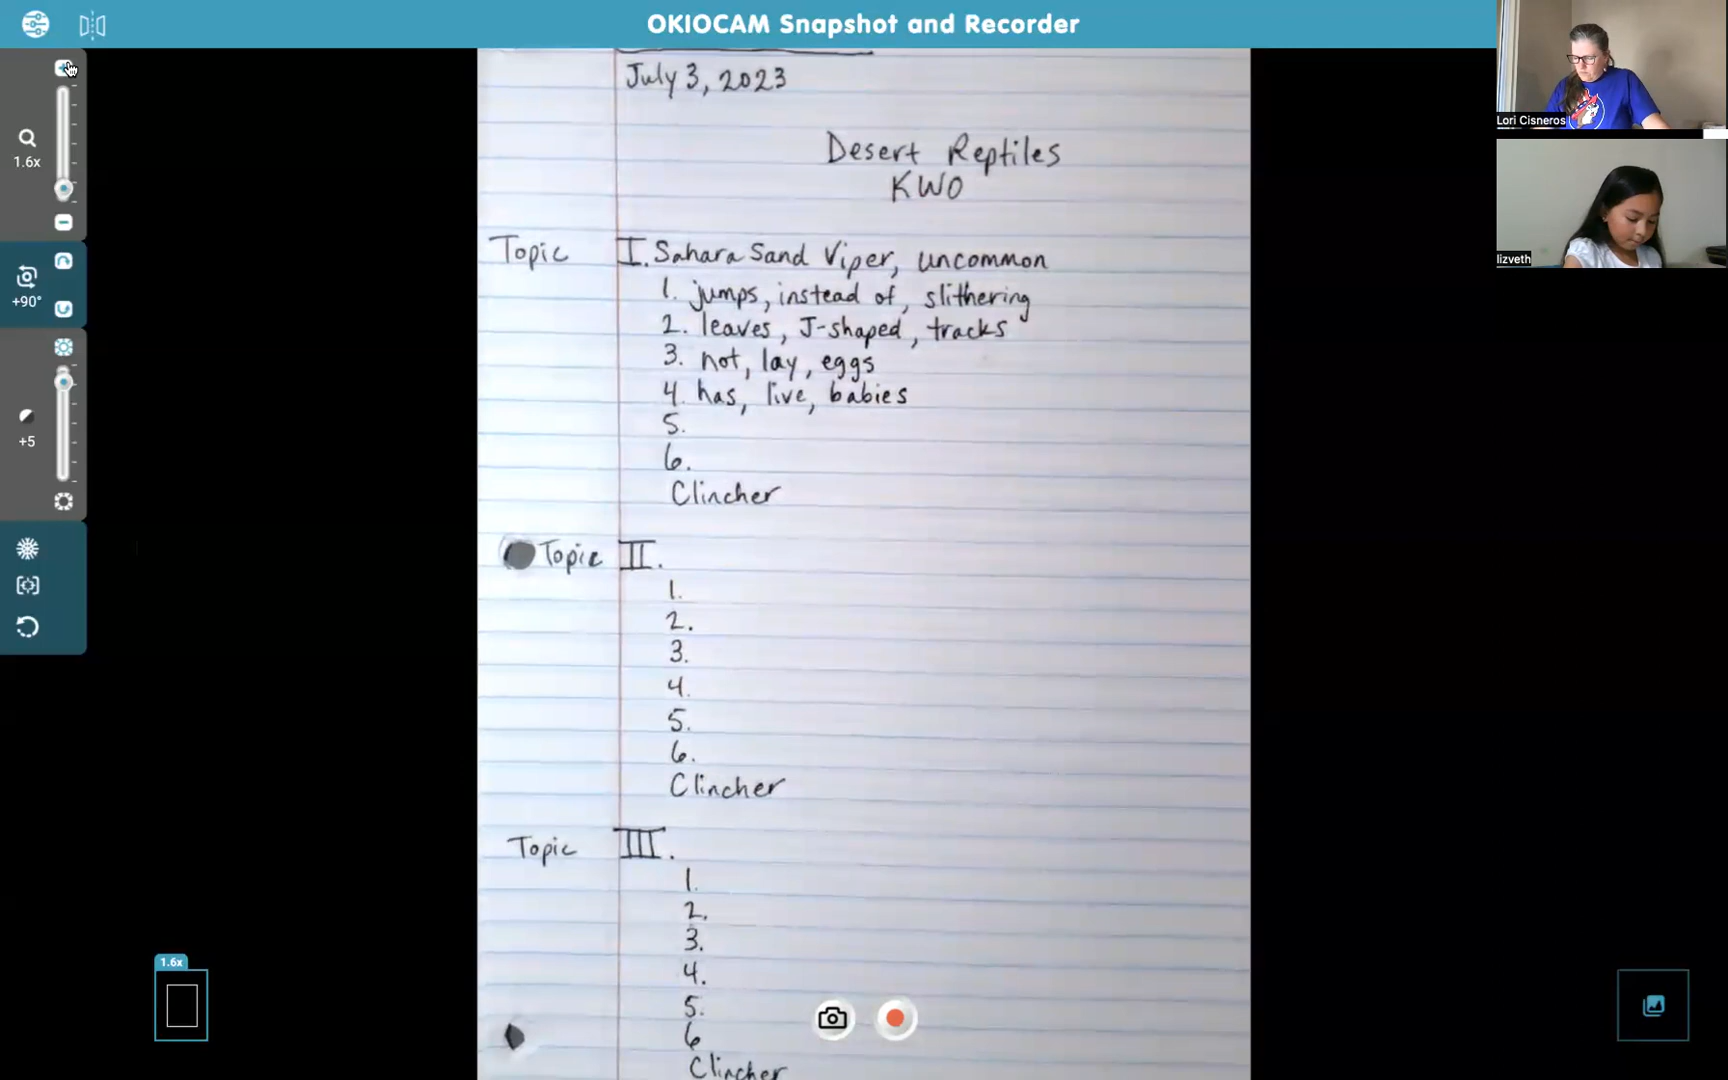 OKIOCAM Snapshot and Recorder
Lori Cisneros
lizveth
1.6x
+90°
+5
July 3, 2023
Desert Reptiles
KWO
Topic I. Sahara Sand Viper, uncommon
1. jumps, instead of, slithering
2. leaves, J-shaped, tracks
3. not, lay, eggs
4. has, live, babies
5.
6.
Clincher
Topic II.
1.
2.
3.
4.
5.
6.
Clincher
Topic III.
1.
2.
3.
4.
5.
6
Clincher
1.6x